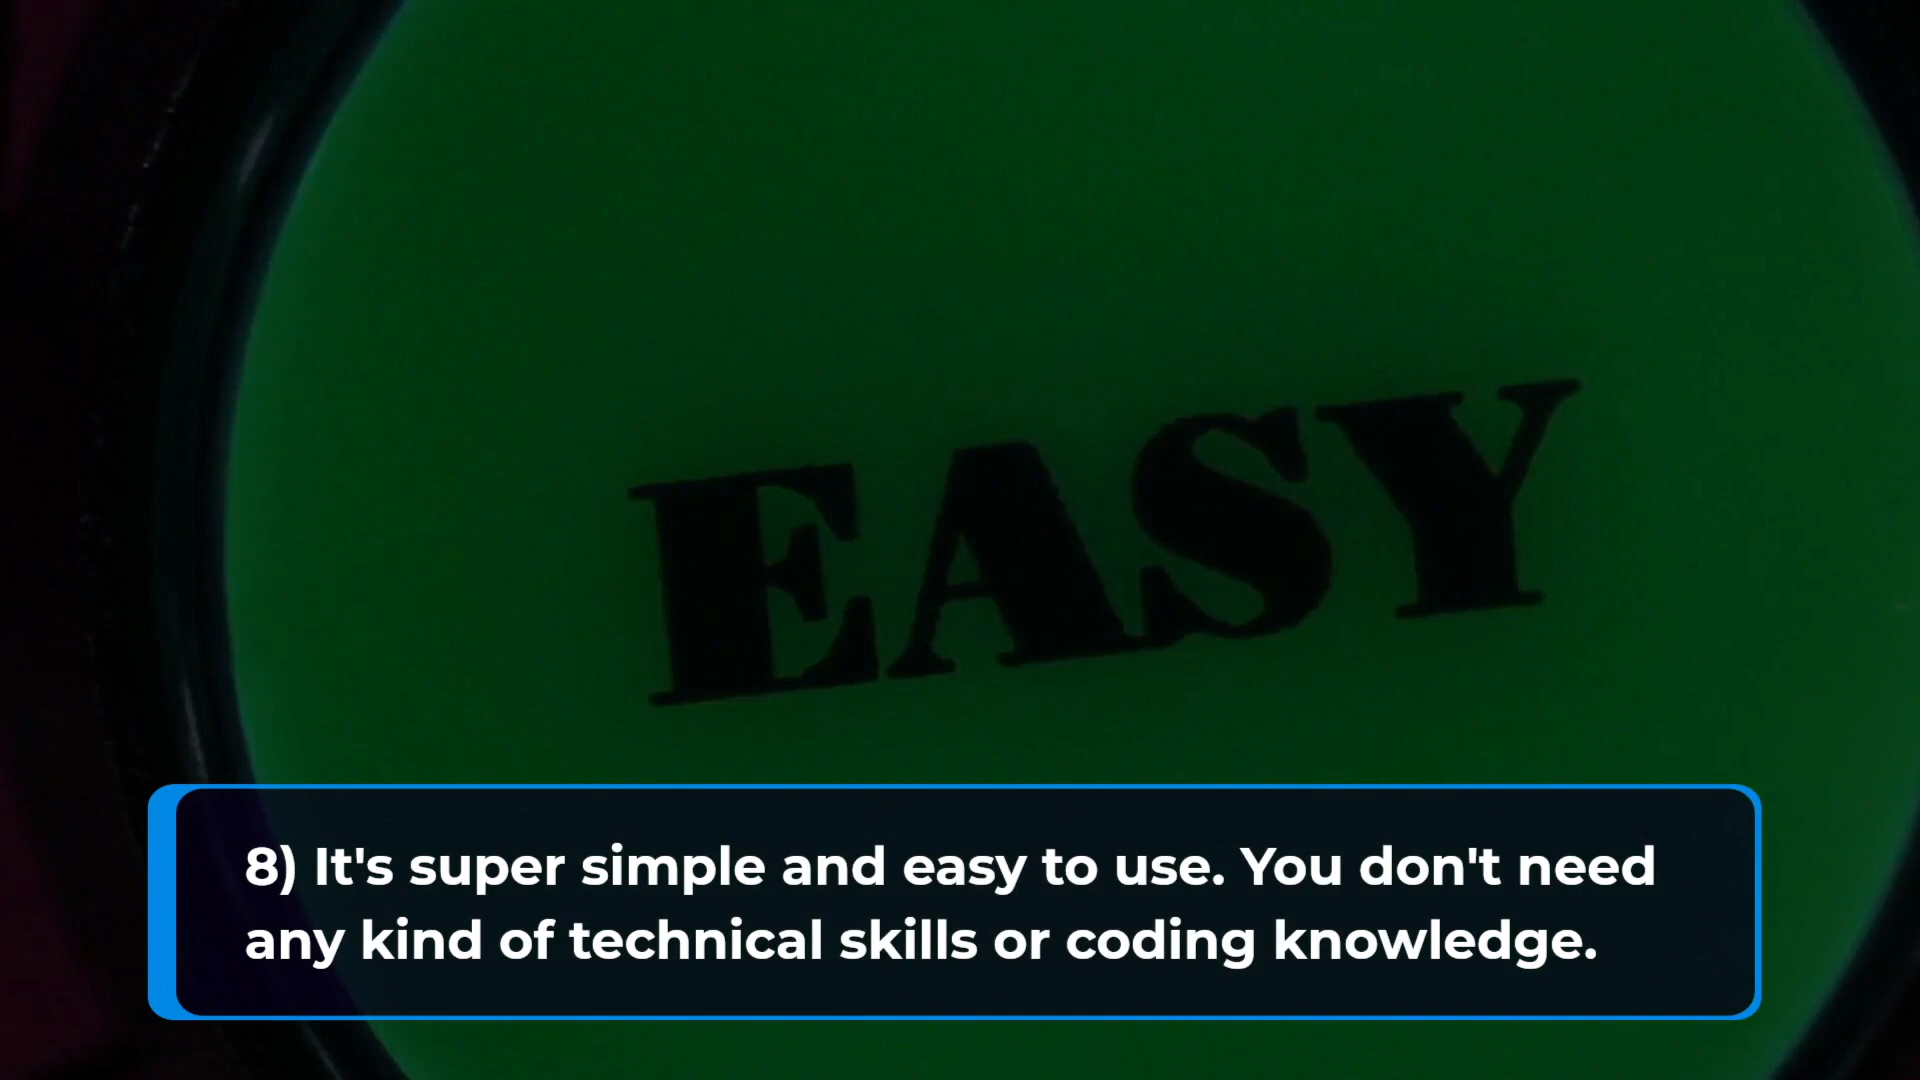 EASY
8) It's super simple and easy to use. You don't need
any kind of technical skills or coding knowledge.